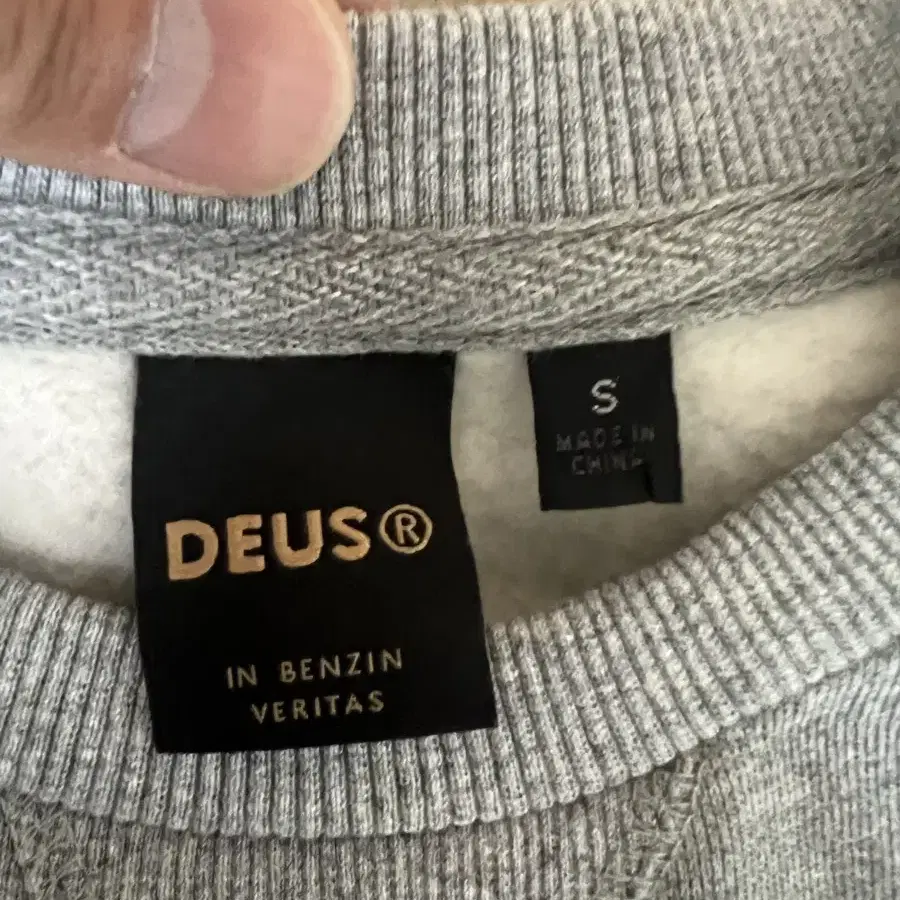 DEUS®
IN BENZIN
VERITAS
S
MADE IN
CHINA